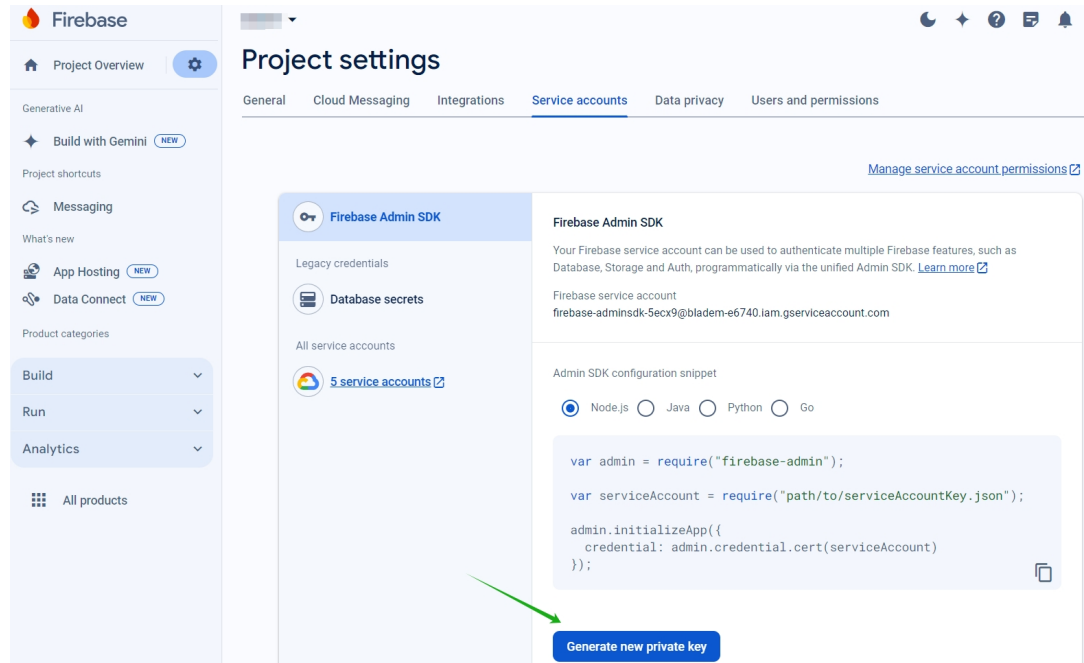 Firebase
Project Overview
Generative AI
Build with Gemini NEW
Project shortcuts
Messaging
What's new
App Hosting NEW
Data Connect NEW
Product categories
Build
Run
Analytics
All products
Project settings
General Cloud Messaging Integrations Service accounts Data privacy Users and permissions
Manage service account permissions
Firebase Admin SDK
Legacy credentials
Database secrets
All service accounts
5 service accounts
Firebase Admin SDK
Your Firebase service account can be used to authenticate multiple Firebase features, such as
Database, Storage and Auth, programmatically via the unified Admin SDK. Learn more
Firebase service account
firebase-adminsdk-5ecx9@bladem-e6740.iam.gserviceaccount.com
Admin SDK configuration snippet
Node.js Java Python Go
var admin = require("firebase-admin");
var serviceAccount = require("path/to/serviceAccountKey.json");
admin.initializeApp({
credential: admin.credential.cert(serviceAccount)
});
Generate new private key